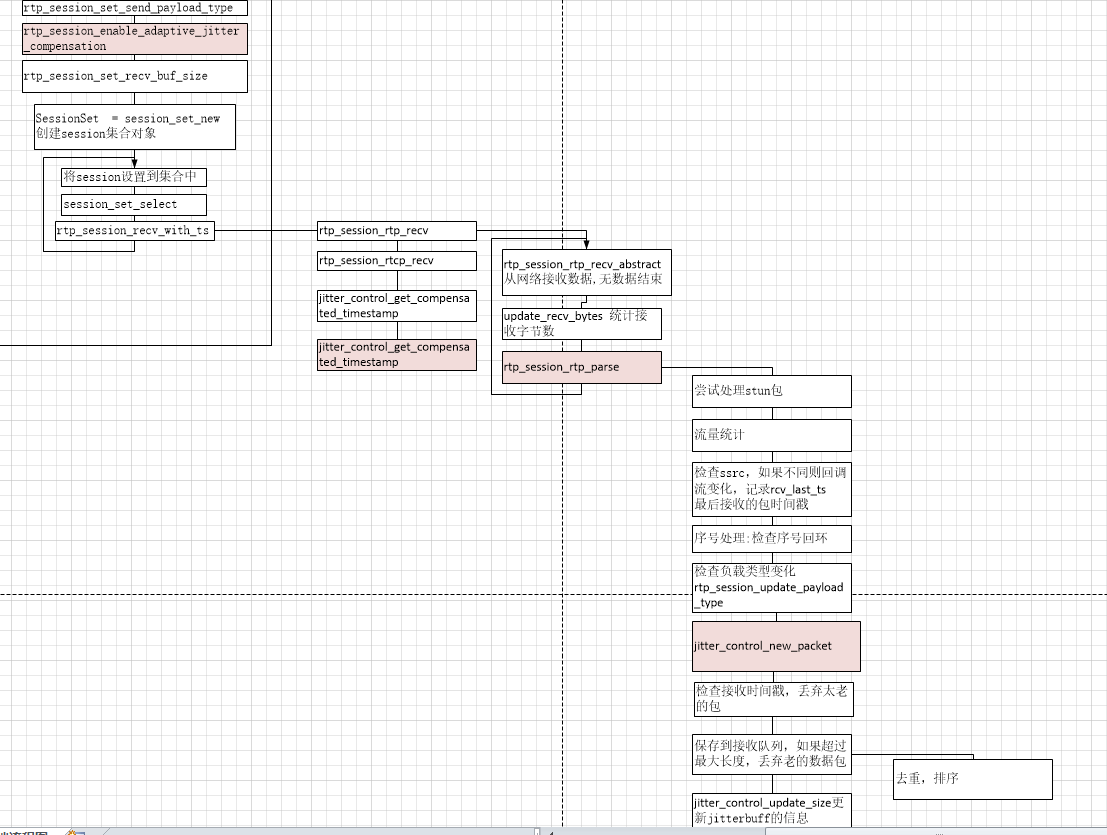 rtp_session_set_send_payload_type
rtp_session_enable_adaptive_jitter
_compensation
rtp_session_set_recv_buf_size
SessionSet = session_set_new
创建session集合对象
将session设置到集合中
session_set_select
rtp_session_recv_with_ts
rtp_session_rtp_recv
rtp_session_rtcp_recv
jitter_control_get_compensa
ted_timestamp
jitter_control_get_compensa
ted_timestamp
rtp_session_rtp_recv_abstract
从网络接收数据,无数据结束
update_recv_bytes 统计接
收字节数
rtp_session_rtp_parse
尝试处理stun包
流量统计
检查ssrc，如果不同则回调
流变化，记录rcv_last_ts
最后接收的包时间戳
序号处理:检查序号回环
检查负载类型变化
rtp_session_update_payload
_type
jitter_control_new_packet
检查接收时间戳，丢弃太老
的包
保存到接收队列，如果超过
最大长度，丢弃老的数据包
去重，排序
jitter_control_update_size更
新jitterbuff的信息